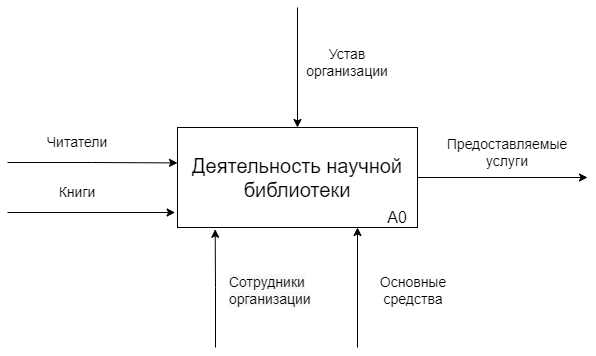 Устав
организации
Читатели
Предоставляемые
услуги
Деятельность научной
библиотеки
Книги
A0
Сотрудники
организации
Основные
средства